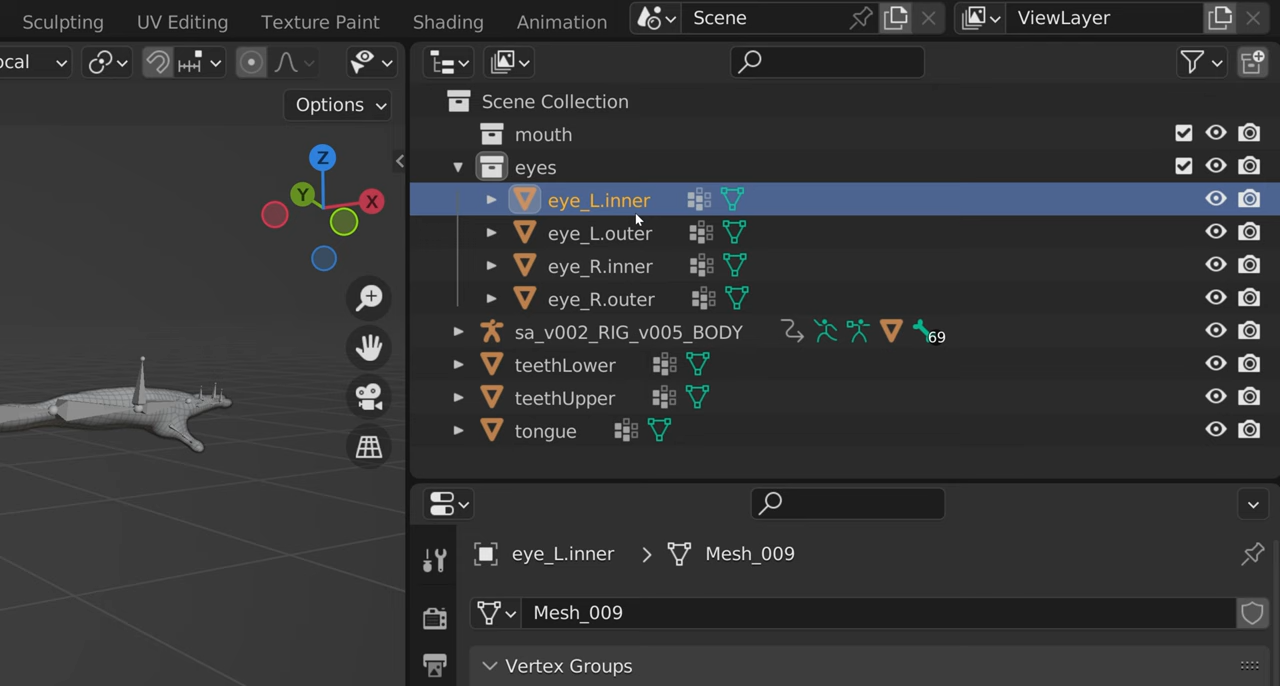 Sculpting UV Editing Texture Paint Shading Animation Scene ViewLayer
cal
Options
Scene Collection
mouth
eyes
eye_L.inner
eye_L.outer
eye_R.inner
eye_R.outer
sa_v002_RIG_v005_BODY 69
teethLower
teethUpper
tongue
Z
Y
X
eye_L.inner > Mesh_009
Mesh_009
Vertex Groups